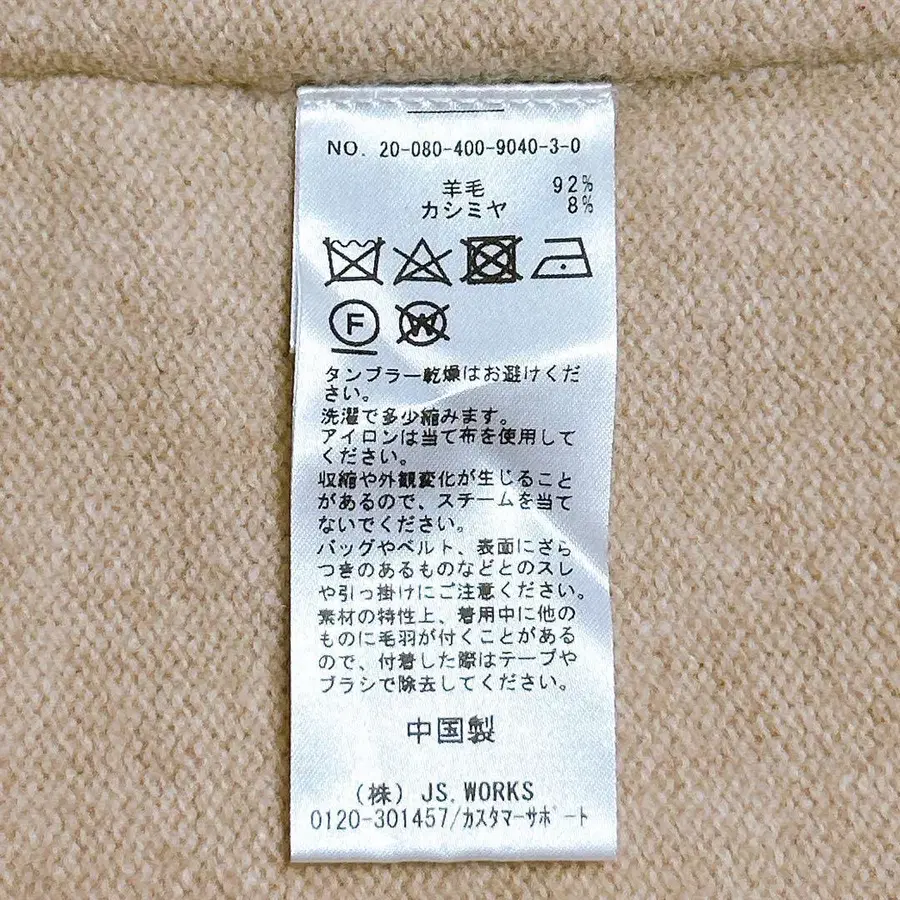 NO. 20-080-400-9040-3-0
羊毛 92%
カシミヤ 8%
F W
タンブラー乾燥はお避けくだ
さい。
洗濯で多少縮みます。
アイロンは当て布を使用して
ください。
収縮や外観変化が生じること
があるので、スチームを当て
ないでください。
バッグやベルト、表面にざら
つきのあるものなどとのスレ
や引っ掛けにご注意ください。
素材の特性上、着用中に他の
ものに毛羽が付くことがある
ので、付着した際はテープや
ブラシで除去してください。
中国製
(株) JS.WORKS
0120-301457/カスタマーサポート